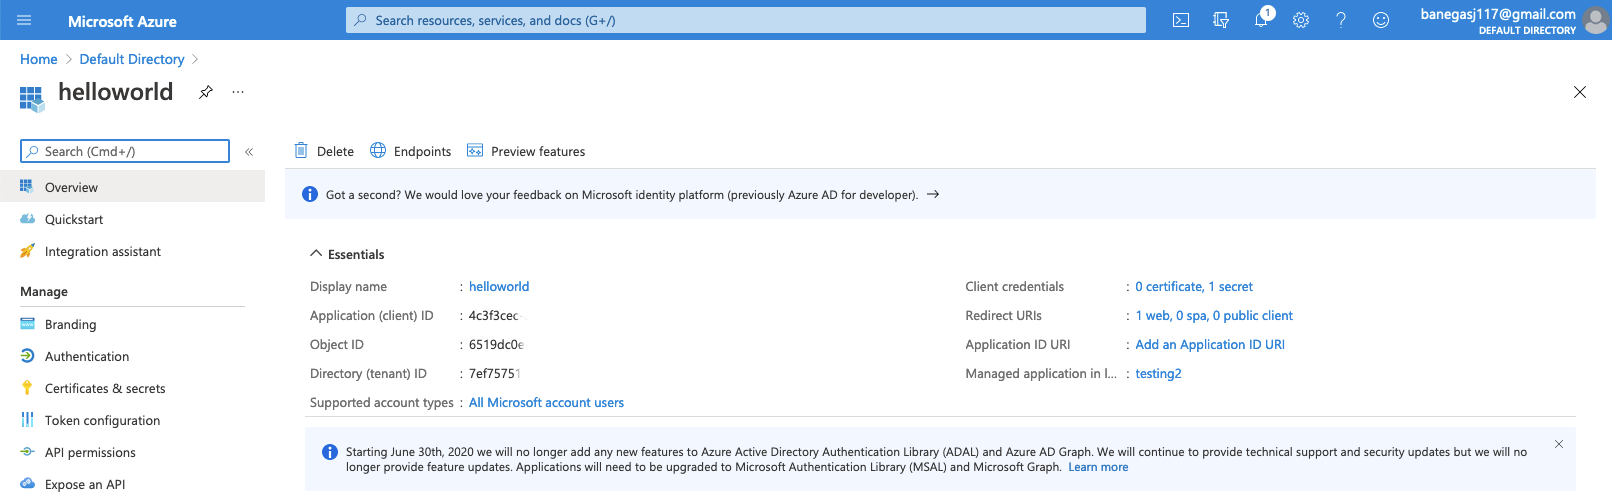 Microsoft Azure
Search resources, services, and docs (G+/)
1
banegasj117@gmail.com
DEFAULT DIRECTORY
Home > Default Directory >
helloworld
...
Search (Cmd+/)
«
Overview
Quickstart
Integration assistant
Manage
Branding
Authentication
Certificates & secrets
Token configuration
API permissions
Expose an API
Delete Endpoints Preview features
Got a second? We would love your feedback on Microsoft identity platform (previously Azure AD for developer). →
Essentials
Display name : helloworld
Application (client) ID : 4c3f3cec-
Object ID : 6519dc0e
Directory (tenant) ID : 7ef75751
Supported account types : All Microsoft account users
Client credentials : 0 certificate, 1 secret
Redirect URIs : 1 web, 0 spa, 0 public client
Application ID URI : Add an Application ID URI
Managed application in l... : testing2
Starting June 30th, 2020 we will no longer add any new features to Azure Active Directory Authentication Library (ADAL) and Azure AD Graph. We will continue to provide technical support and security updates but we will no
longer provide feature updates. Applications will need to be upgraded to Microsoft Authentication Library (MSAL) and Microsoft Graph. Learn more